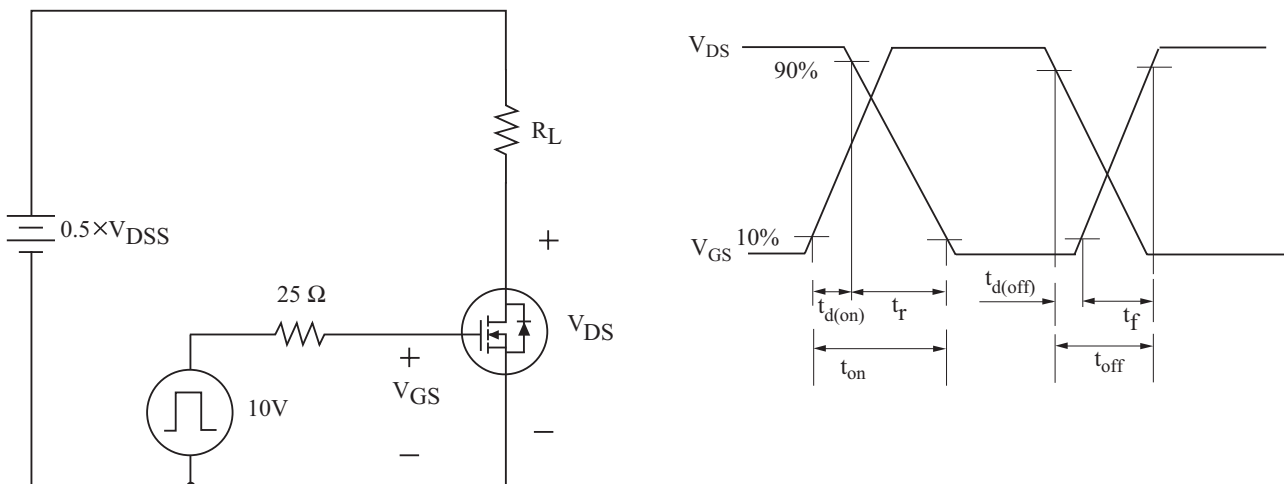 R_L
0.5×V_DSS
+
25 Ω
V_DS
+
V_GS
10V
−
−
V_DS
90%
V_GS
10%
t_d(on)
t_r
t_d(off)
t_f
t_on
t_off